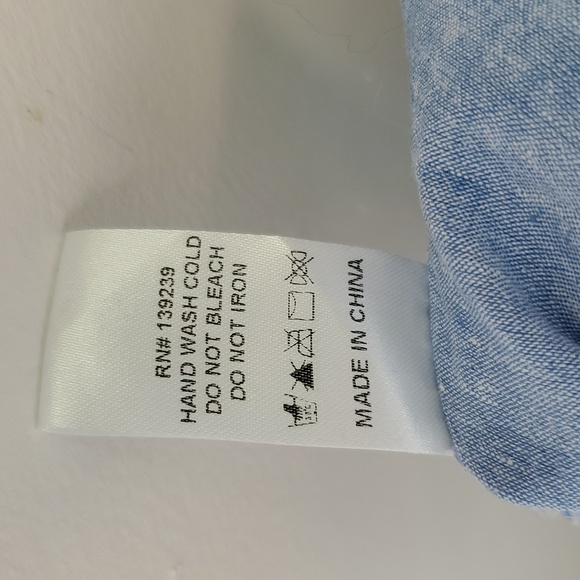 RN# 139239
HAND WASH COLD
DO NOT BLEACH
DO NOT IRON
MADE IN CHINA